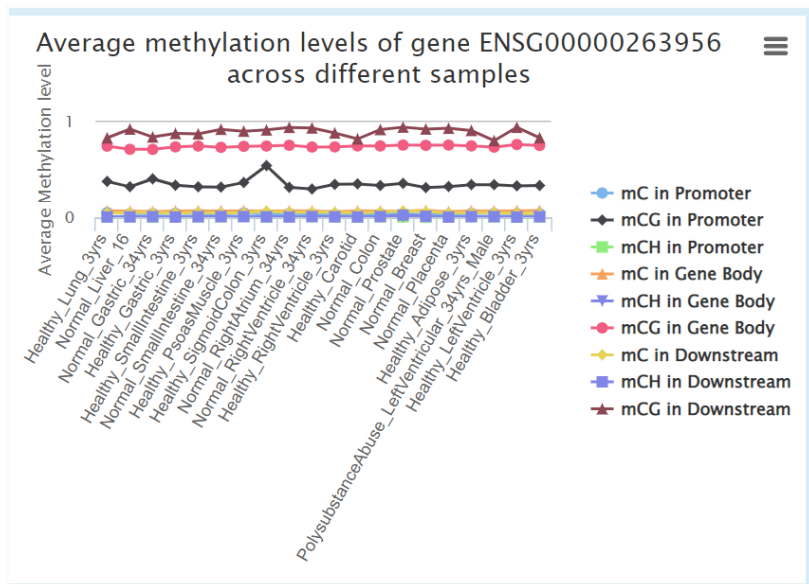 Average methylation levels of gene ENSG00000263956
across different samples
Average Methylation level
1
0
Healthy_Lung_3yrs
Normal_Liver_16
Normal_Gastric_34yrs
Healthy_Gastric_3yrs
Healthy_SmallIntestine_3yrs
Normal_SmallIntestine_34yrs
Healthy_PsoasMuscle_3yrs
Healthy_SigmoidColon_3yrs
Normal_RightAtrium_34yrs
Normal_RightVentricle_34yrs
Healthy_RightVentricle_3yrs
Healthy_Carotid
Normal_Colon
Normal_Prostate
Normal_Breast
Normal_Placenta
Healthy_Adipose_3yrs
PolysubstanceAbuse_LeftVentricular_34yrs_Male
Healthy_LeftVentricle_3yrs
Healthy_Bladder_3yrs
mC in Promoter
mCG in Promoter
mCH in Promoter
mC in Gene Body
mCH in Gene Body
mCG in Gene Body
mC in Downstream
mCH in Downstream
mCG in Downstream